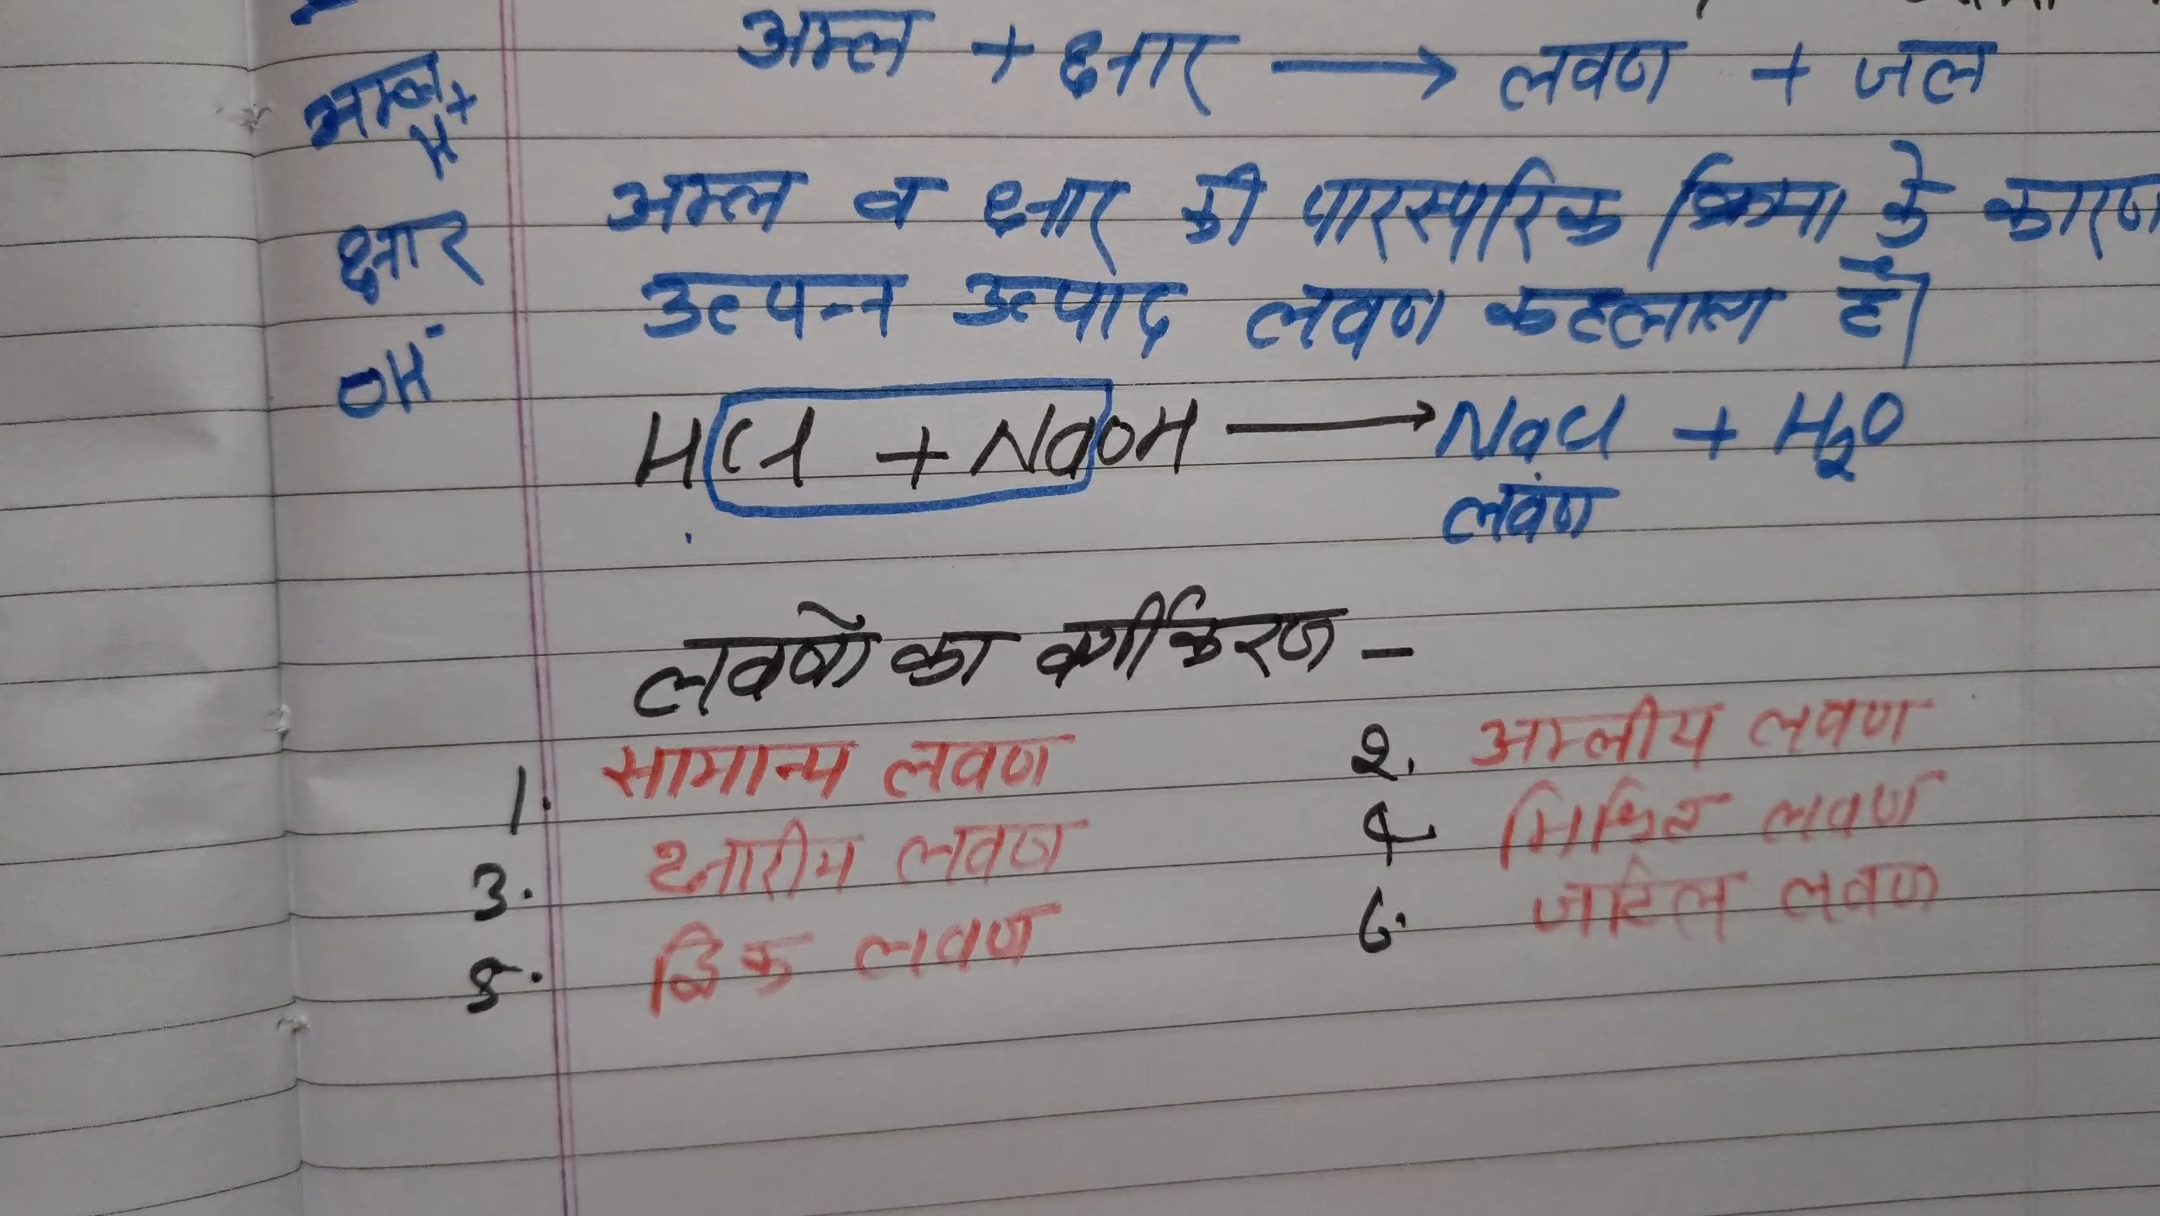 अम्ल + क्षार → लवण + जल
अम्ल
H+
क्षार
OH-
अम्ल व क्षार की पारस्परिक क्रिया के कारण
उत्पन्न उत्पाद लवण कहलाता है।
HCl + NaOH → NaCl + H₂O
लवण
लवणों का वर्गीकरण -
1. सामान्य लवण
2. अम्लीय लवण
3. क्षारीय लवण
4. मिश्रित लवण
5. द्विक लवण
6. जटिल लवण